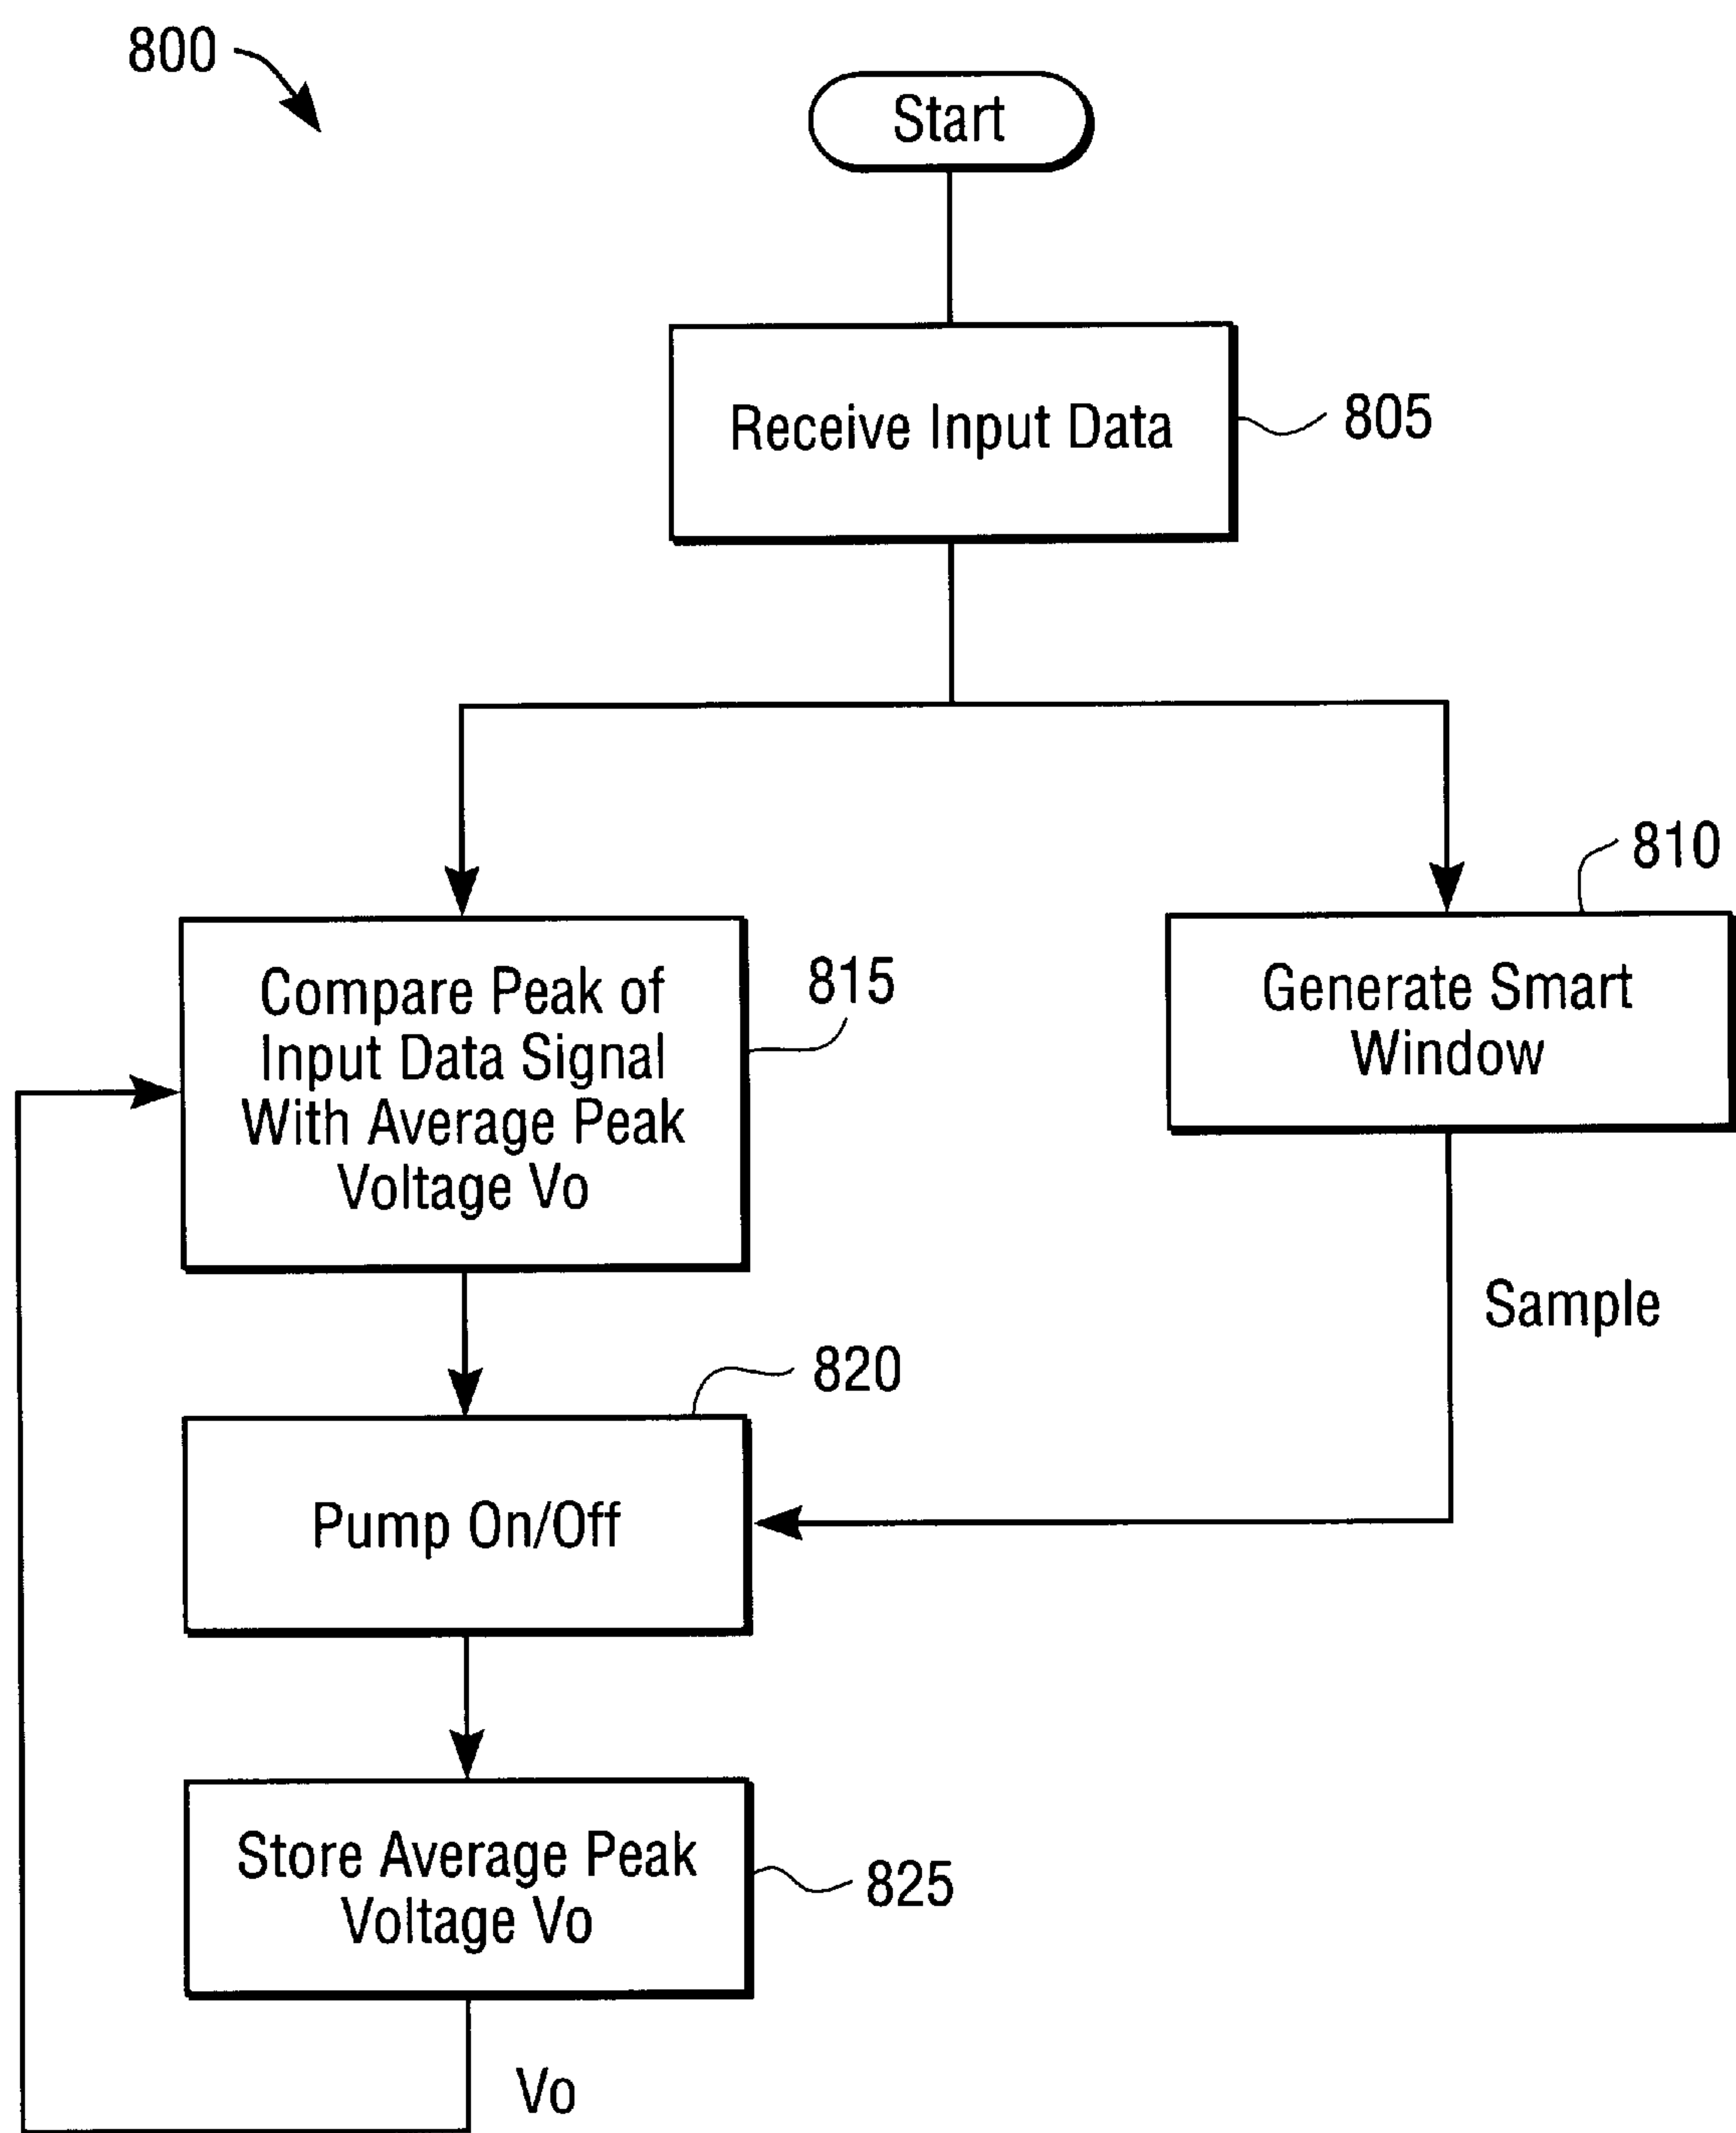 800
Start
Receive Input Data
805
810
Generate Smart
Window
Compare Peak of
Input Data Signal
With Average Peak
Voltage Vo
815
Sample
820
Pump On/Off
Store Average Peak
Voltage Vo
825
Vo